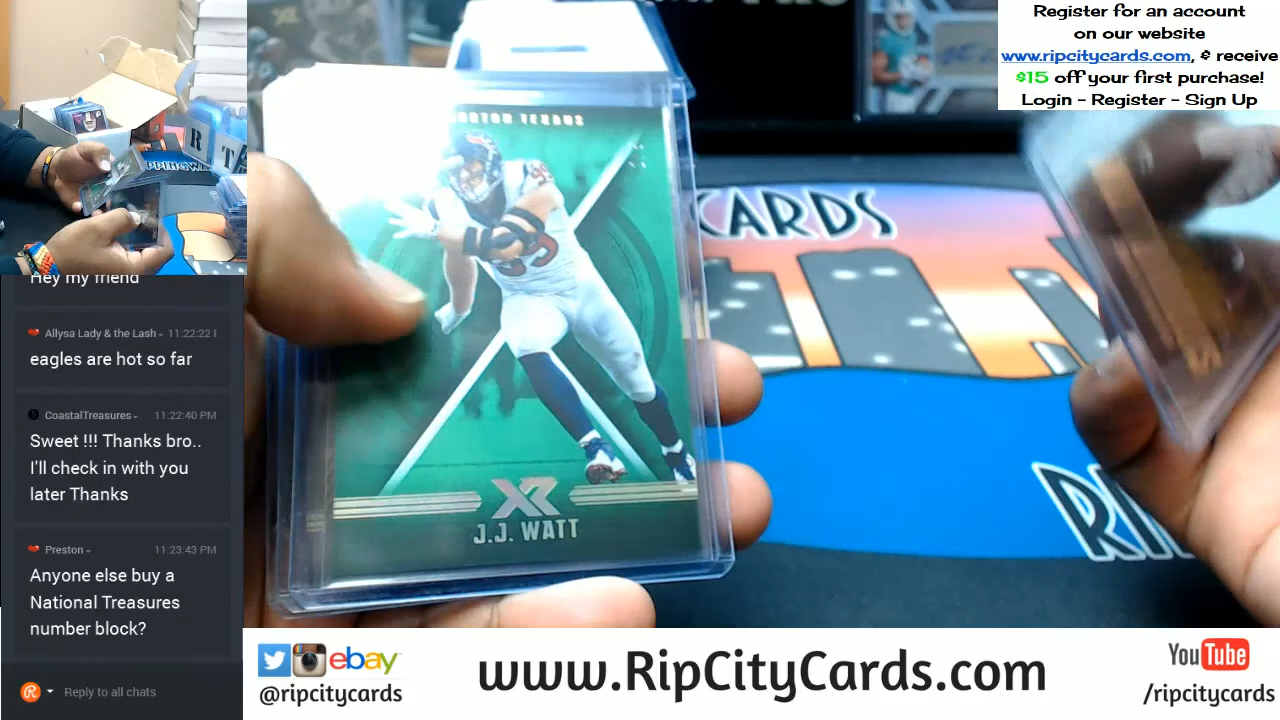 Register for an account
on our website
www.ripcitycards.com, & receive
$15 off your first purchase!
Login - Register - Sign Up
XR
TEXANS
J.J. WATT
XR
CARDS
R
T
Hey my friend
Allysa Lady & the Lash 11:22:22
eagles are hot so far
CoastalTreasures 11:22:40 PM
Sweet !!! Thanks bro..
I'll check in with you
later Thanks
Preston 11:23:43 PM
Anyone else buy a
National Treasures
number block?
Reply to all chats
ebay
@ripcitycards
www.RipCityCards.com
YouTube
/ripcitycards